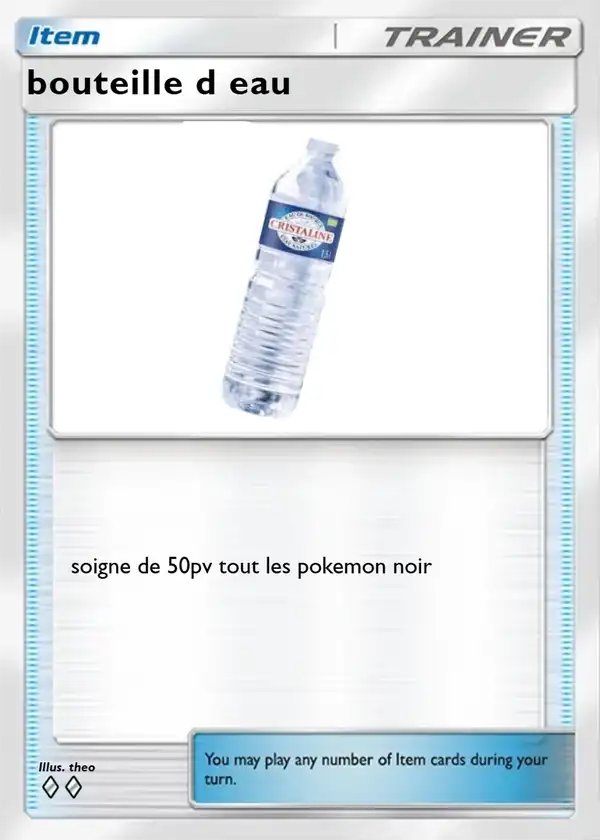 Item
TRAINER
bouteille d eau
CRISTALINE
soigne de 50pv tout les pokemon noir
You may play any number of Item cards during your
turn.
Illus. theo